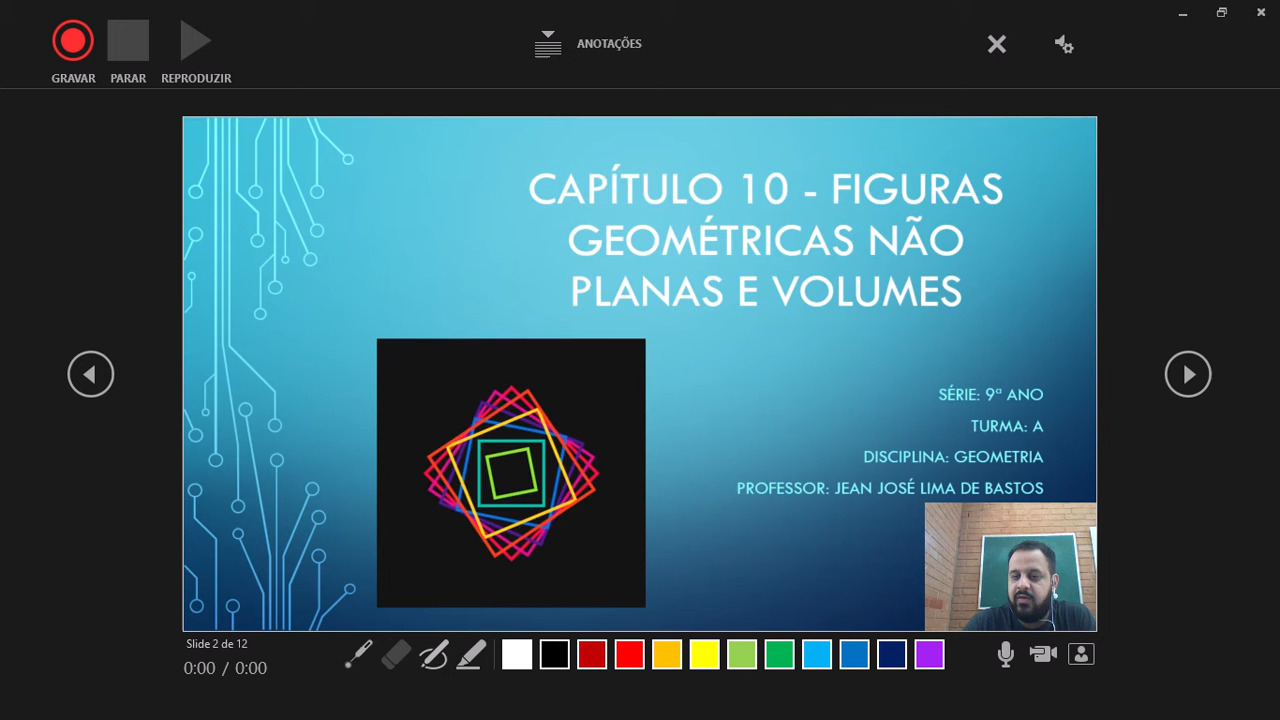 GRAVAR
PARAR
REPRODUZIR
ANOTAÇÕES
CAPÍTULO 10 - FIGURAS
GEOMÉTRICAS NÃO
PLANAS E VOLUMES
SÉRIE: 9ª ANO
TURMA: A
DISCIPLINA: GEOMETRIA
PROFESSOR: JEAN JOSÉ LIMA DE BASTOS
Slide 2 de 12
0:00 / 0:00